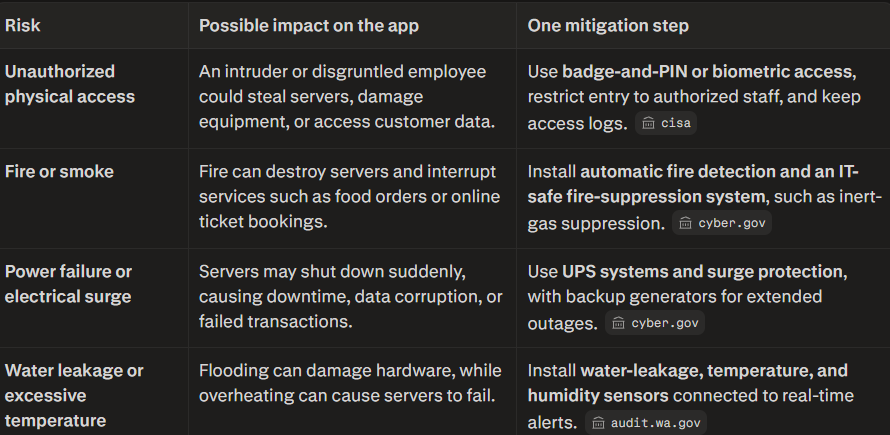 Risk
Possible impact on the app
One mitigation step
Unauthorized
physical access
An intruder or disgruntled employee
could steal servers, damage
equipment, or access customer data.
Use badge-and-PIN or biometric access,
restrict entry to authorized staff, and keep
access logs. cisa
Fire or smoke
Fire can destroy servers and interrupt
services such as food orders or online
ticket bookings.
Install automatic fire detection and an IT-
safe fire-suppression system, such as inert-
gas suppression. cyber.gov
Power failure or
electrical surge
Servers may shut down suddenly,
causing downtime, data corruption, or
failed transactions.
Use UPS systems and surge protection,
with backup generators for extended
outages. cyber.gov
Water leakage or
excessive
temperature
Flooding can damage hardware, while
overheating can cause servers to fail.
Install water-leakage, temperature, and
humidity sensors connected to real-time
alerts. audit.wa.gov